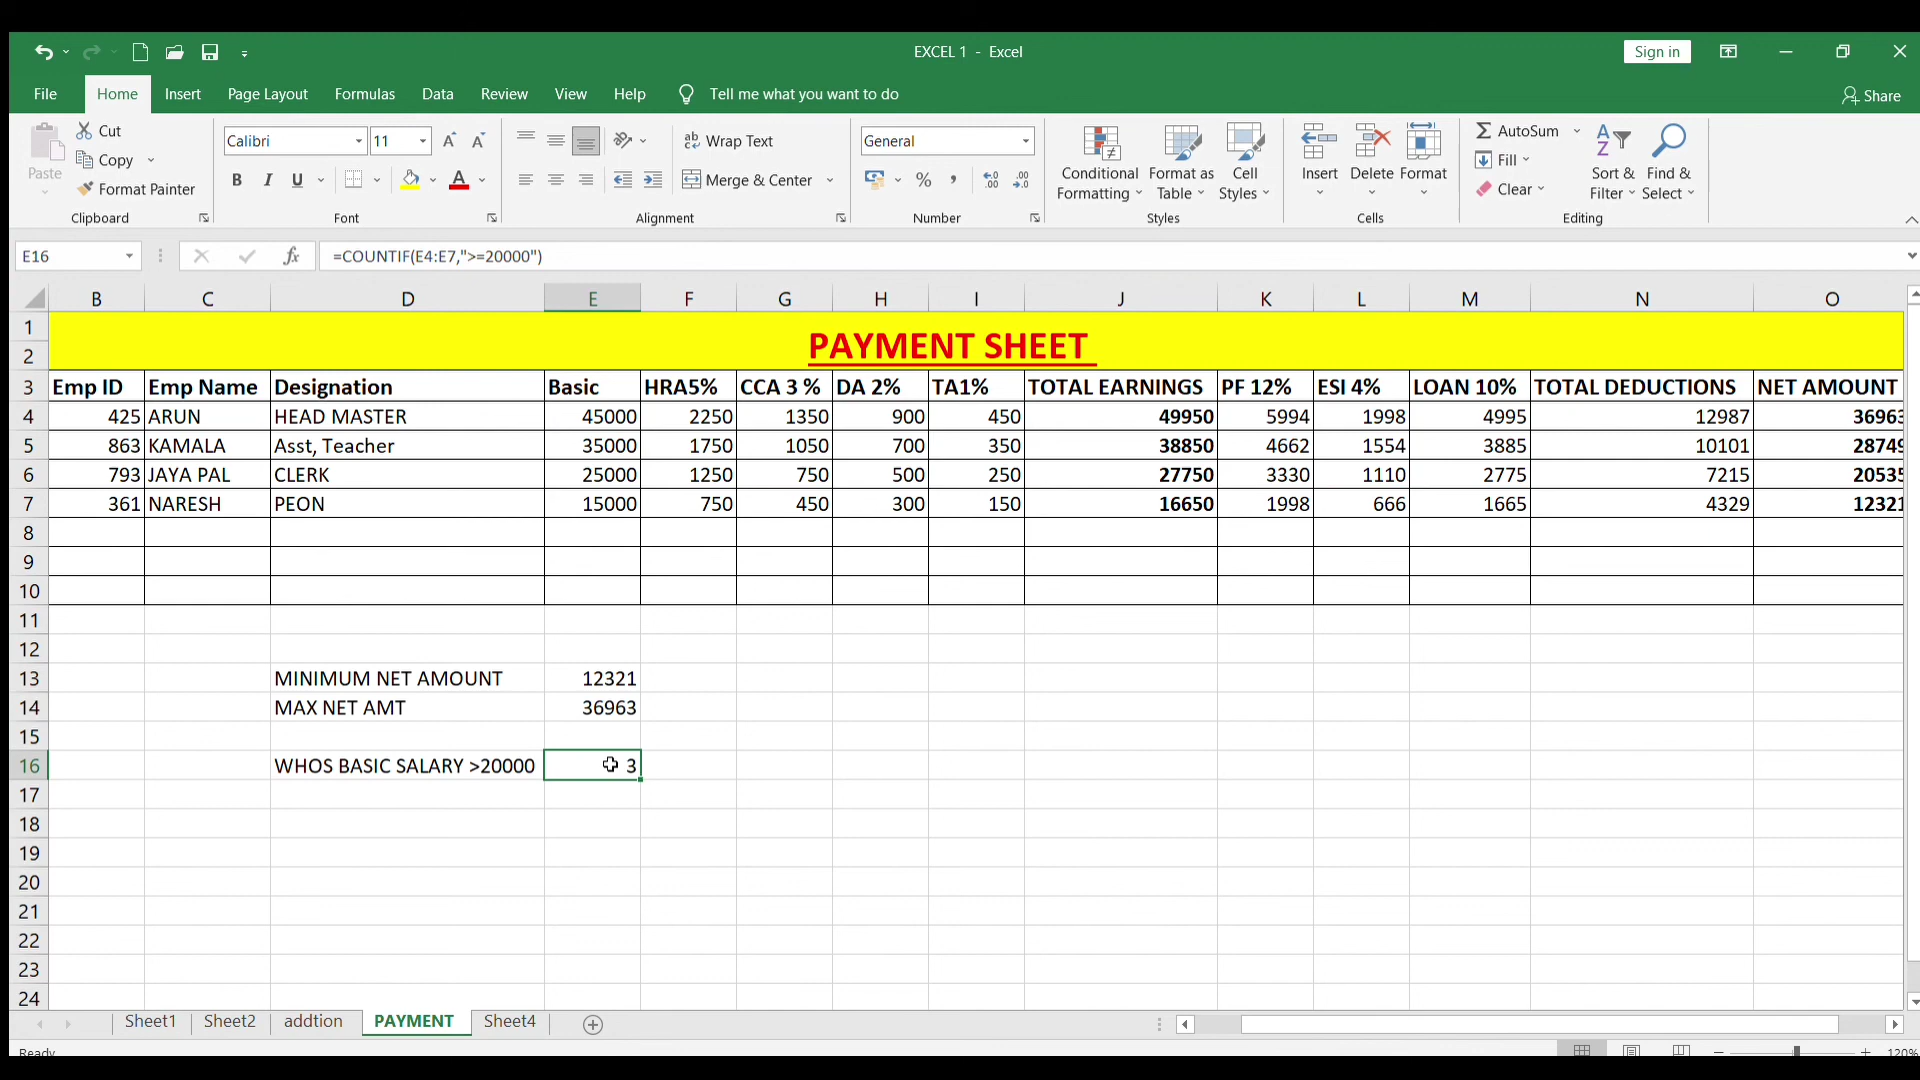 EXCEL 1 - Excel
Sign in
File Home Insert Page Layout Formulas Data Review View Help Tell me what you want to do
Share
Paste
Cut
Copy
Format Painter
Clipboard
Calibri 11
B I U
Font
Wrap Text
Merge & Center
Alignment
General
Number
Conditional Formatting
Format as Table
Cell Styles
Styles
Insert Delete Format
Cells
AutoSum
Fill
Clear
Sort & Filter
Find & Select
Editing
E16 fx =COUNTIF(E4:E7,">=20000")
B C D E F G H I J K L M N O
1 PAYMENT SHEET
2
3 Emp ID Emp Name Designation Basic HRA5% CCA 3 % DA 2% TA1% TOTAL EARNINGS PF 12% ESI 4% LOAN 10% TOTAL DEDUCTIONS NET AMOUNT
4 425 ARUN HEAD MASTER 45000 2250 1350 900 450 49950 5994 1998 4995 12987 36963
5 863 KAMALA Asst, Teacher 35000 1750 1050 700 350 38850 4662 1554 3885 10101 28749
6 793 JAYA PAL CLERK 25000 1250 750 500 250 27750 3330 1110 2775 7215 20535
7 361 NARESH PEON 15000 750 450 300 150 16650 1998 666 1665 4329 12321
8
9
10
11
12
13 MINIMUM NET AMOUNT 12321
14 MAX NET AMT 36963
15
16 WHOS BASIC SALARY >20000 3
17
18
19
20
21
22
23
24
Sheet1 Sheet2 addtion PAYMENT Sheet4
Ready 120%